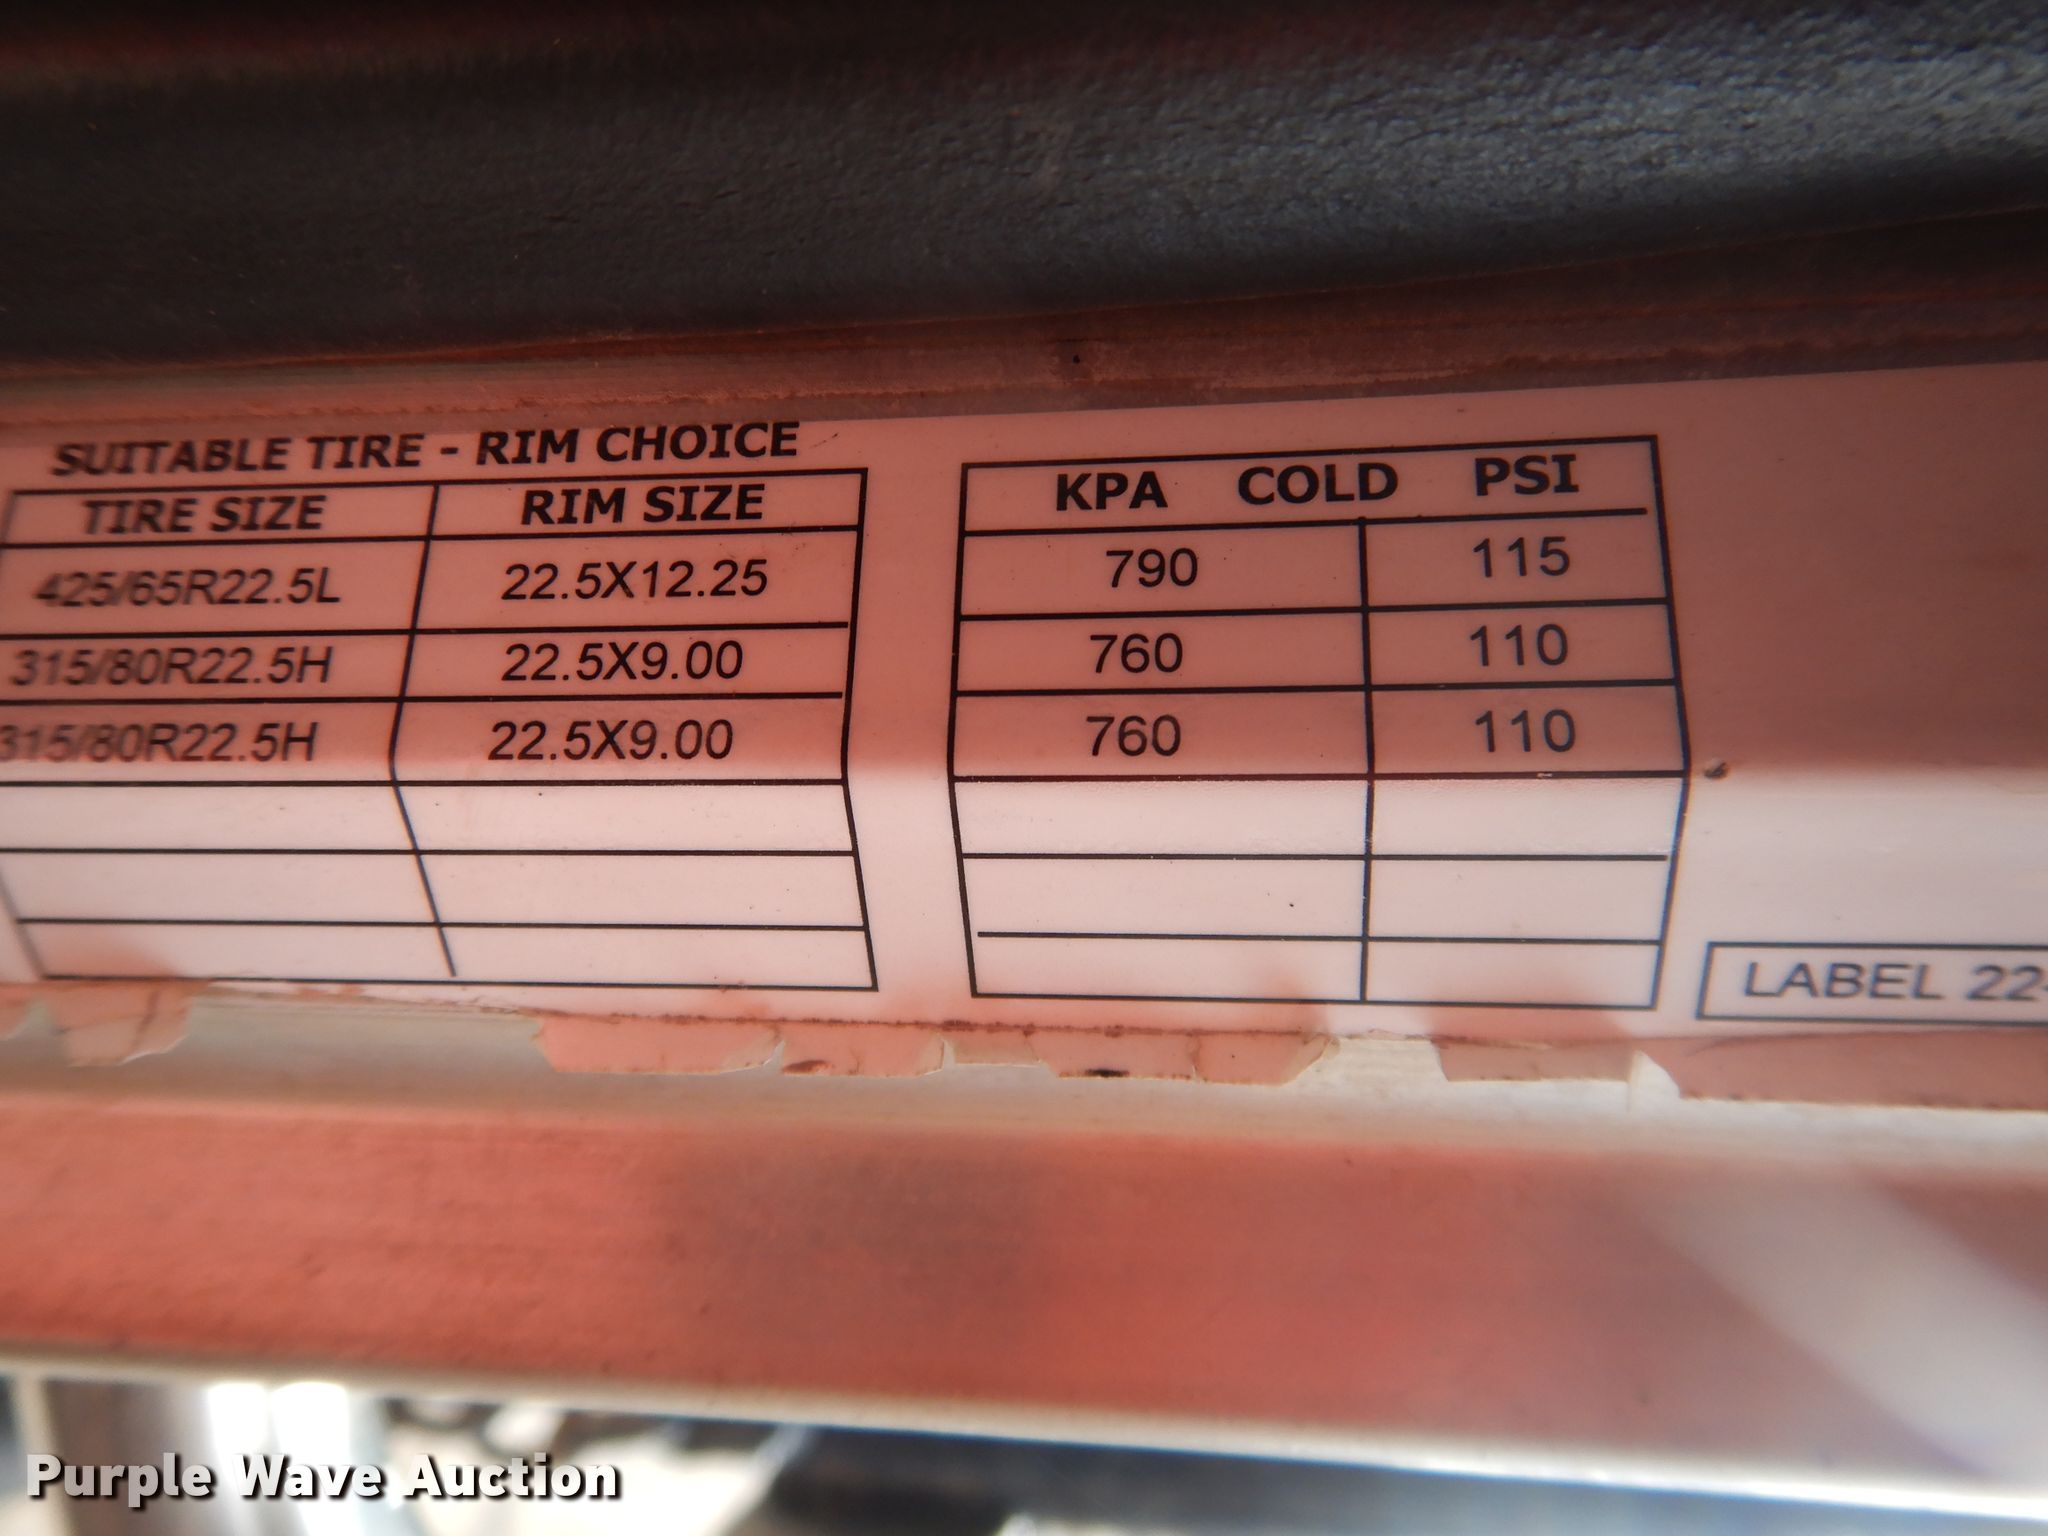 SUITABLE TIRE - RIM CHOICE
TIRE SIZE RIM SIZE KPA COLD PSI
425/65R22.5L 22.5X12.25 790 115
315/80R22.5H 22.5X9.00 760 110
315/80R22.5H 22.5X9.00 760 110
LABEL 22-
Purple Wave Auction